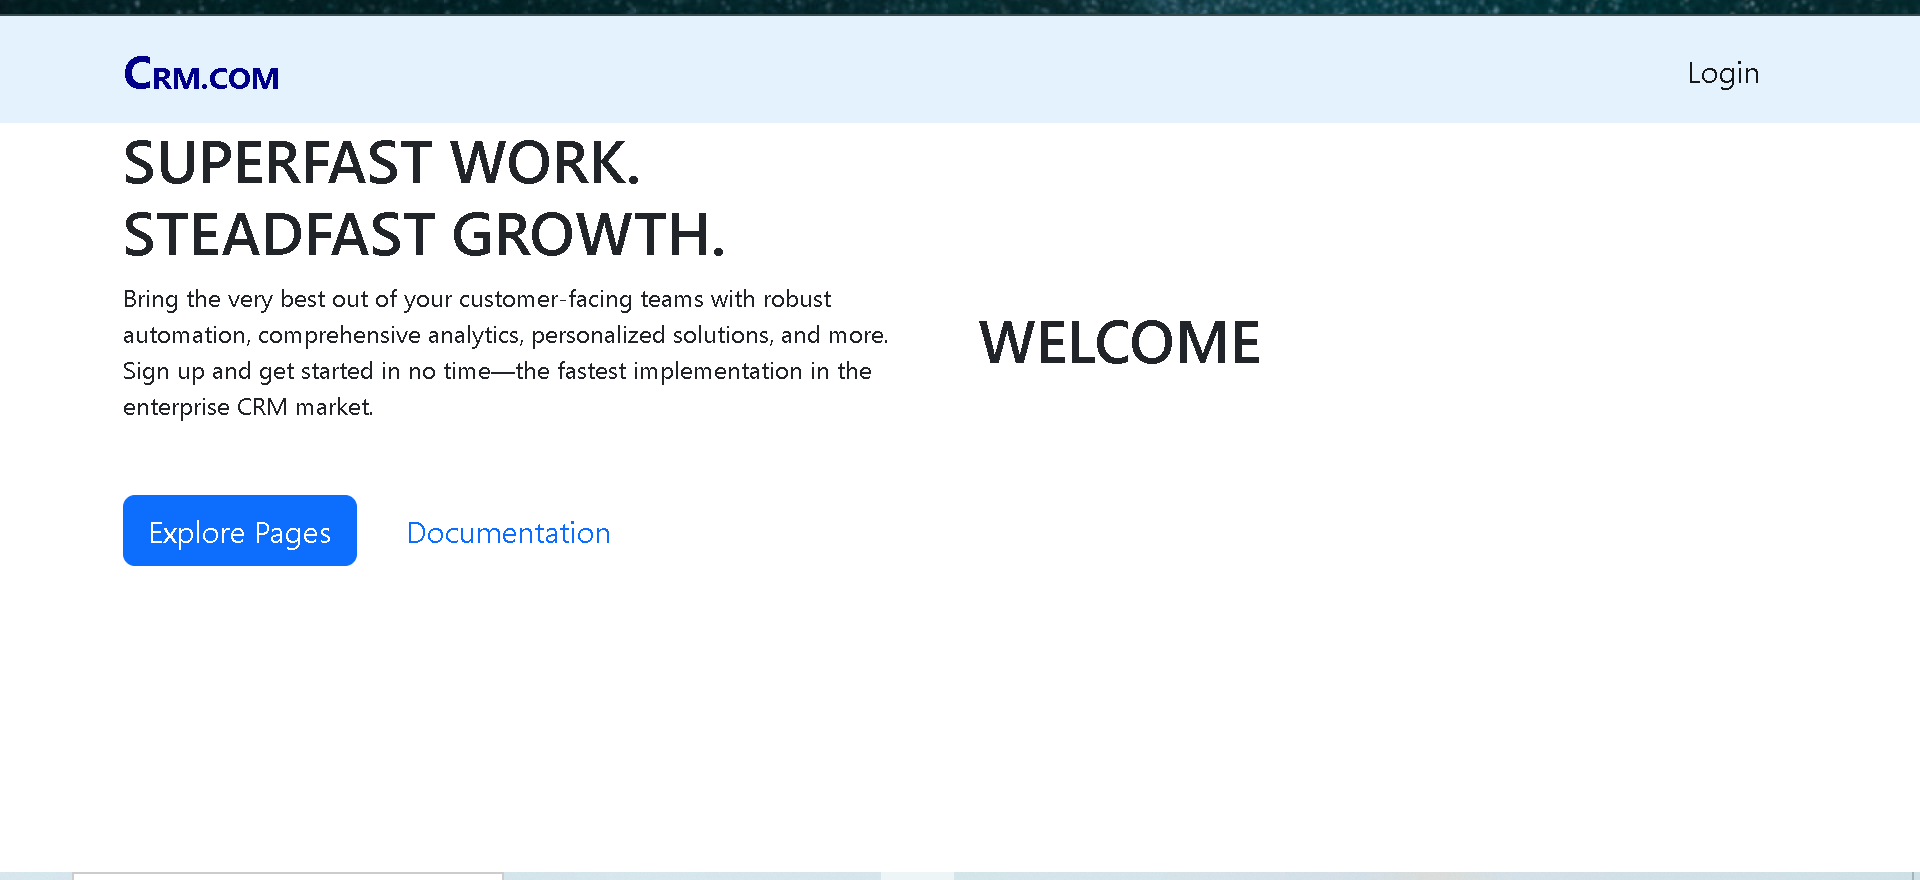 Crm.com
Login
SUPERFAST WORK.
STEADFAST GROWTH.
Bring the very best out of your customer-facing teams with robust
automation, comprehensive analytics, personalized solutions, and more.
Sign up and get started in no time—the fastest implementation in the
enterprise CRM market.
WELCOME
Explore Pages
Documentation